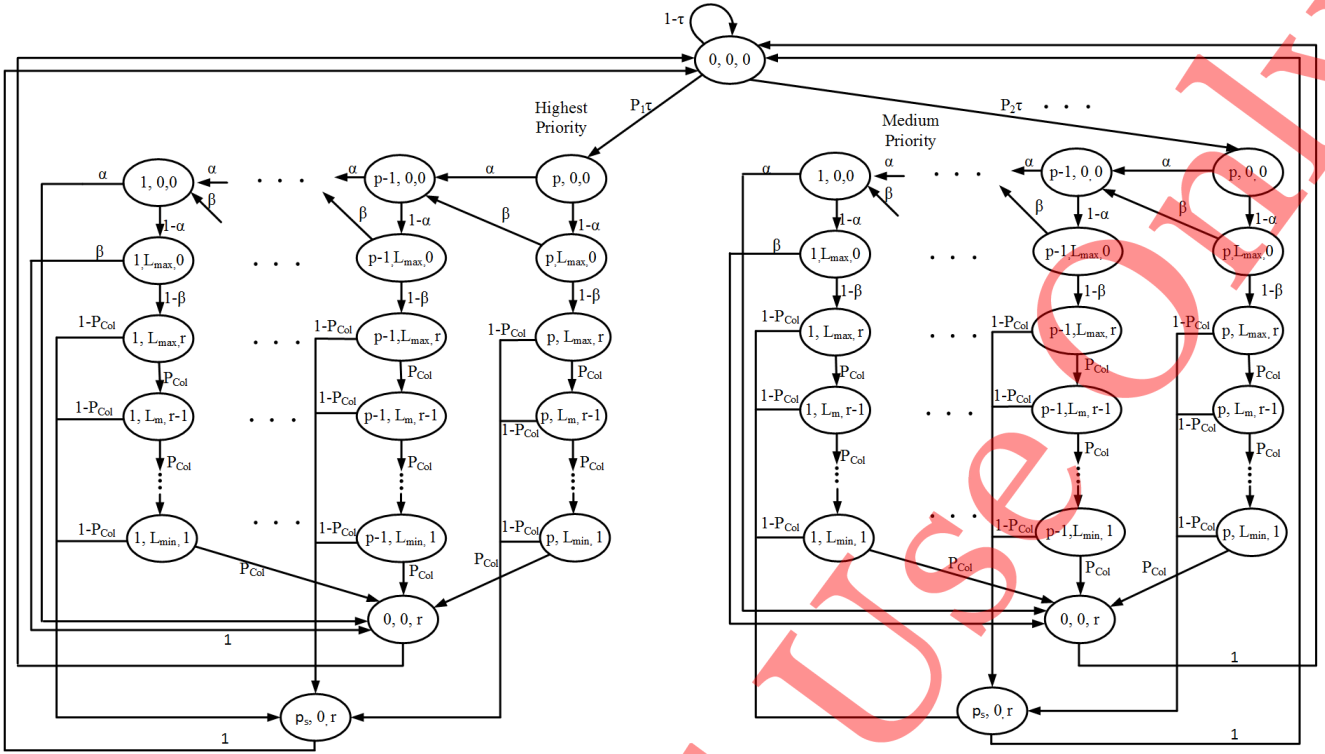 1-τ
0, 0, 0
P1τ
P2τ . . .
Highest
Priority
Medium
Priority
α 1, 0,0 α . . . α p-1, 0,0 α p, 0,0
β β β
1-α 1-α 1-α
β 1,Lmax,0 . . . p-1,Lmax,0 p,Lmax,0
1-β 1-β 1-β
1-PCol 1, Lmax,r . . . 1-PCol p-1,Lmax, r 1-PCol p, Lmax, r
PCol PCol PCol
1-PCol 1, Lm, r-1 . . . 1-PCol p-1, Lm, r-1 1-PCol p, Lm, r-1
PCol PCol PCol
1-PCol 1, Lmin, 1 . . . 1-PCol p-1, Lmin, 1 1-PCol p, Lmin, 1
PCol PCol PCol
0, 0, r
1
ps, 0, r
1
α 1, 0,0 α . . . α p-1, 0,0 α p, 0,0
β β β
1-α 1-α 1-α
β 1,Lmax,0 . . . p-1,Lmax,0 p,Lmax,0
1-β 1-β 1-β
1-PCol 1, Lmax,r . . . 1-PCol p-1,Lmax, r 1-PCol p, Lmax, r
PCol PCol PCol
1-PCol 1, Lm, r-1 . . . 1-PCol p-1,Lm, r-1 1-PCol p, Lm, r-1
PCol PCol PCol
1-PCol 1, Lmin, 1 . . . 1-PCol p-1,Lmin, 1 1-PCol p, Lmin, 1
PCol PCol PCol
0, 0, r
1
ps, 0, r
1
Use Only